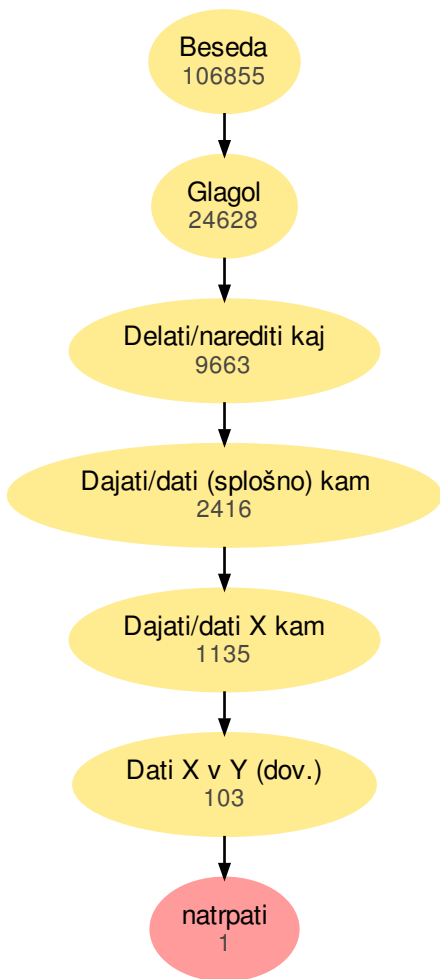 Beseda
106855
Glagol
24628
Delati/narediti kaj
9663
Dajati/dati (splošno) kam
2416
Dajati/dati X kam
1135
Dati X v Y (dov.)
103
natrpati
1